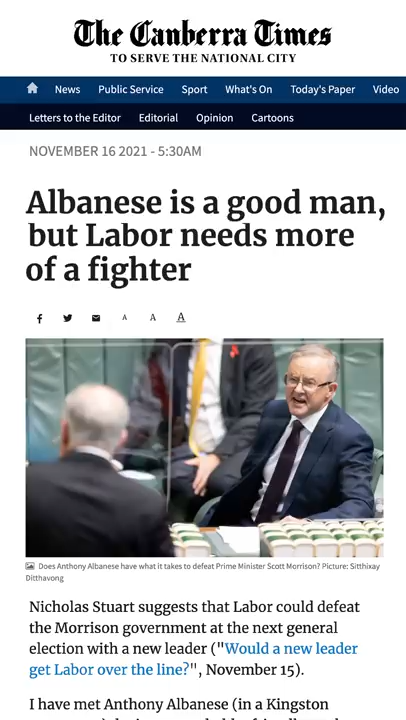 The Canberra Times
TO SERVE THE NATIONAL CITY
News Public Service Sport What's On Today's Paper Video
Letters to the Editor Editorial Opinion Cartoons
NOVEMBER 16 2021 - 5:30AM
Albanese is a good man,
but Labor needs more
of a fighter
A A A
Does Anthony Albanese have what it takes to defeat Prime Minister Scott Morrison? Picture: Sitthixay
Ditthavong
Nicholas Stuart suggests that Labor could defeat
the Morrison government at the next general
election with a new leader ("Would a new leader
get Labor over the line?", November 15).
I have met Anthony Albanese (in a Kingston